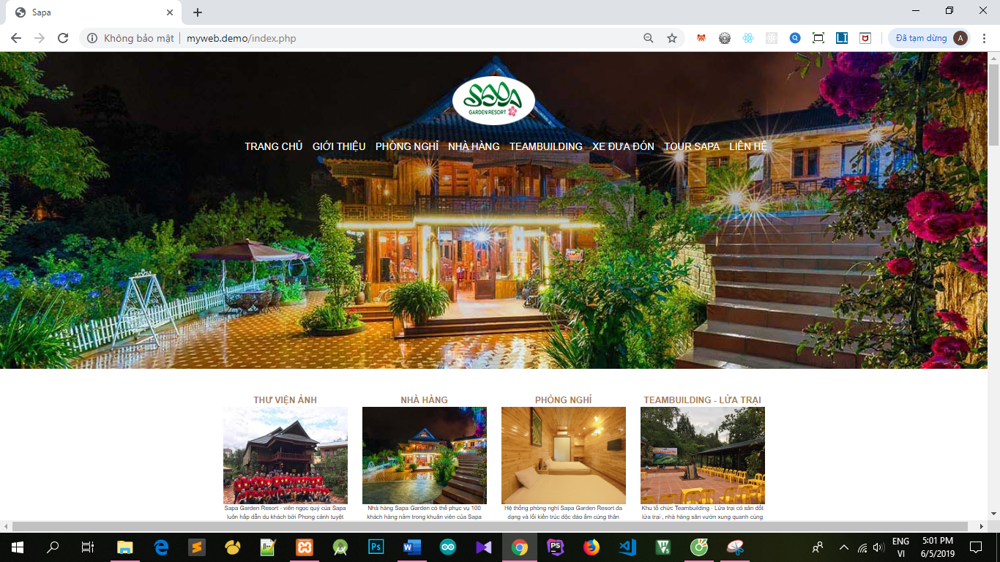 Sapa
Không bảo mật myweb.demo/index.php Đã tạm dừng A
Sapa
GARDEN RESORT
TRANG CHỦ GIỚI THIỆU PHÒNG NGHỈ NHÀ HÀNG TEAMBUILDING XE ĐƯA ĐÓN TOUR SAPA LIÊN HỆ
THƯ VIỆN ẢNH NHÀ HÀNG PHÒNG NGHỈ TEAMBUILDING - LỬA TRẠI
Sapa Garden Resort - viên ngọc quý của Sapa
luôn hấp dẫn du khách bởi Phong cảnh tuyệt
Nhà hàng Sapa Garden có thể phục vụ 100
khách hàng nằm trong khuân viên của Sapa
Hệ thống phòng nghỉ Sapa Garden Resort đa
dạng và lối kiến trúc độc đáo ấm cúng thân
Khu tổ chức Teambuilding - Lửa trại có sân đốt
lửa trại , nhà hàng sân vườn xung quanh cùng
Ps
PS
ENG
VI
5:01 PM
6/5/2019